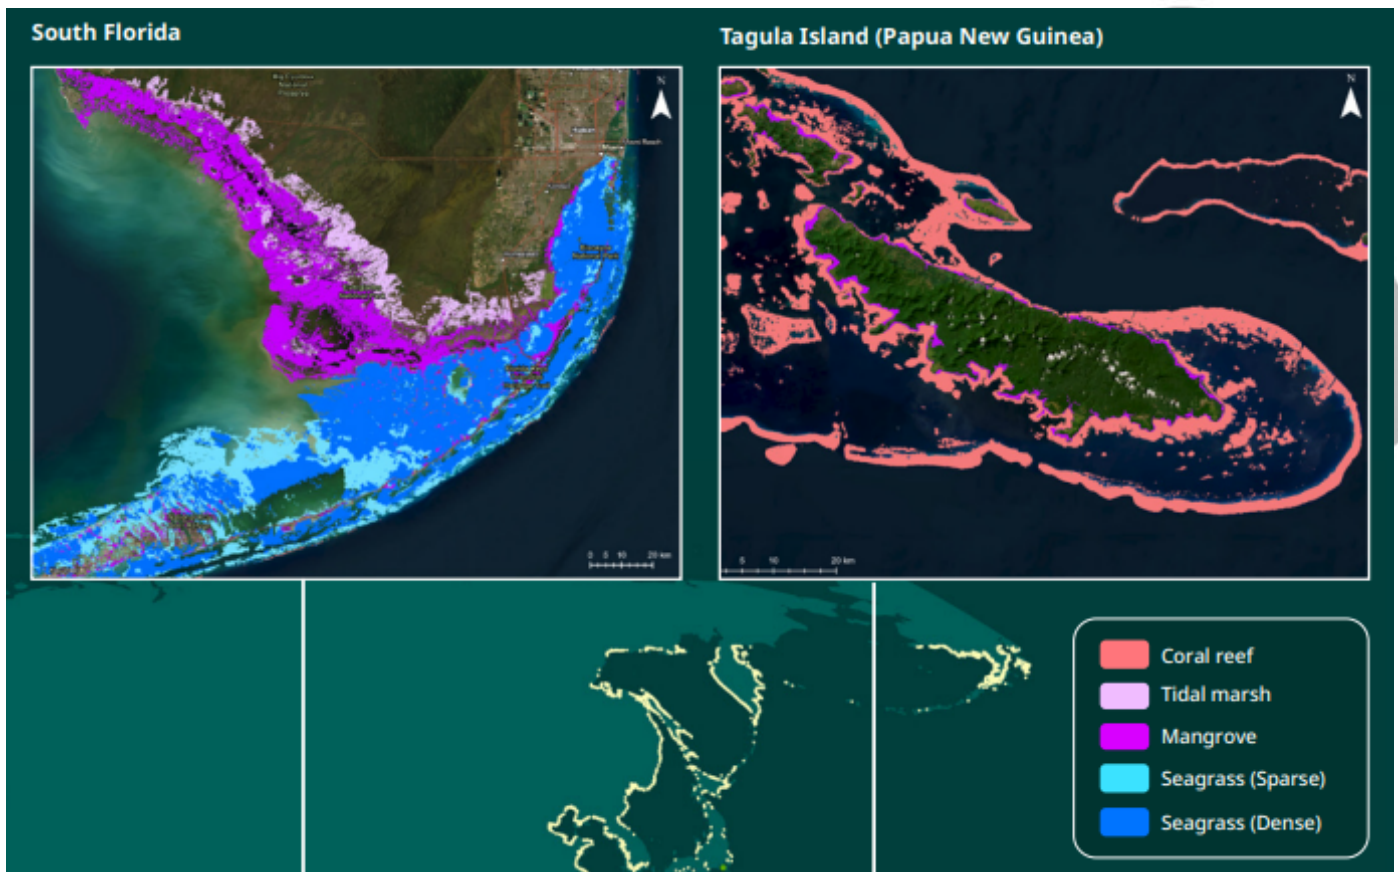 South Florida
Tagula Island (Papua New Guinea)
N
N
0 5 10 20 km
5 10 20 km
Coral reef
Tidal marsh
Mangrove
Seagrass (Sparse)
Seagrass (Dense)